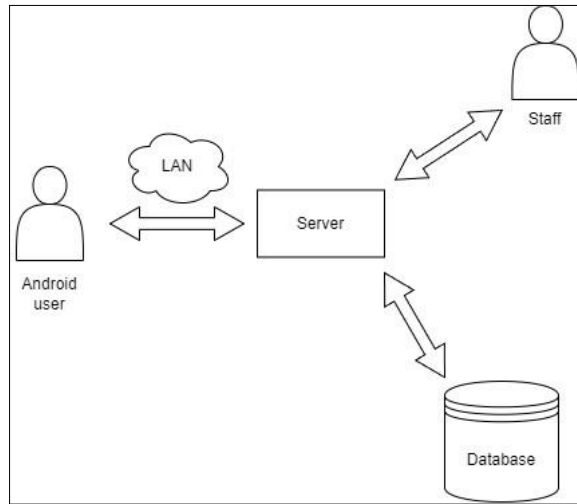 Staff
LAN
Server
Android
user
Database